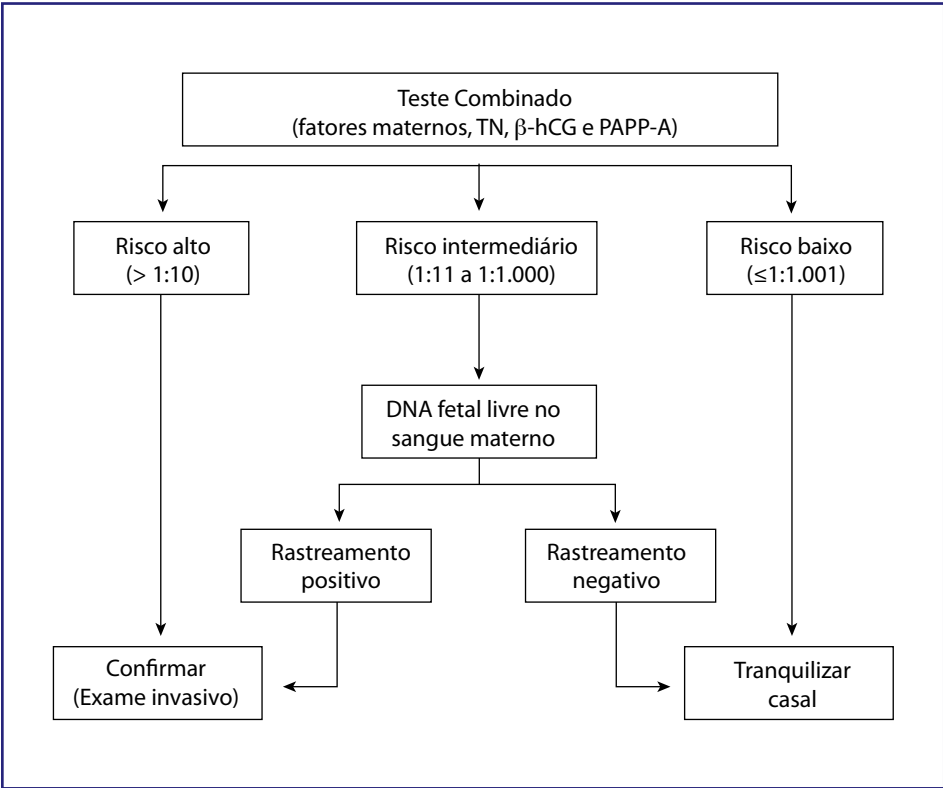 Teste Combinado
(fatores maternos, TN, β-hCG e PAPP-A)
Risco alto
(> 1:10)
Risco intermediário
(1:11 a 1:1.000)
Risco baixo
(≤1:1.001)
DNA fetal livre no
sangue materno
Rastreamento
positivo
Rastreamento
negativo
Confirmar
(Exame invasivo)
Tranquilizar
casal